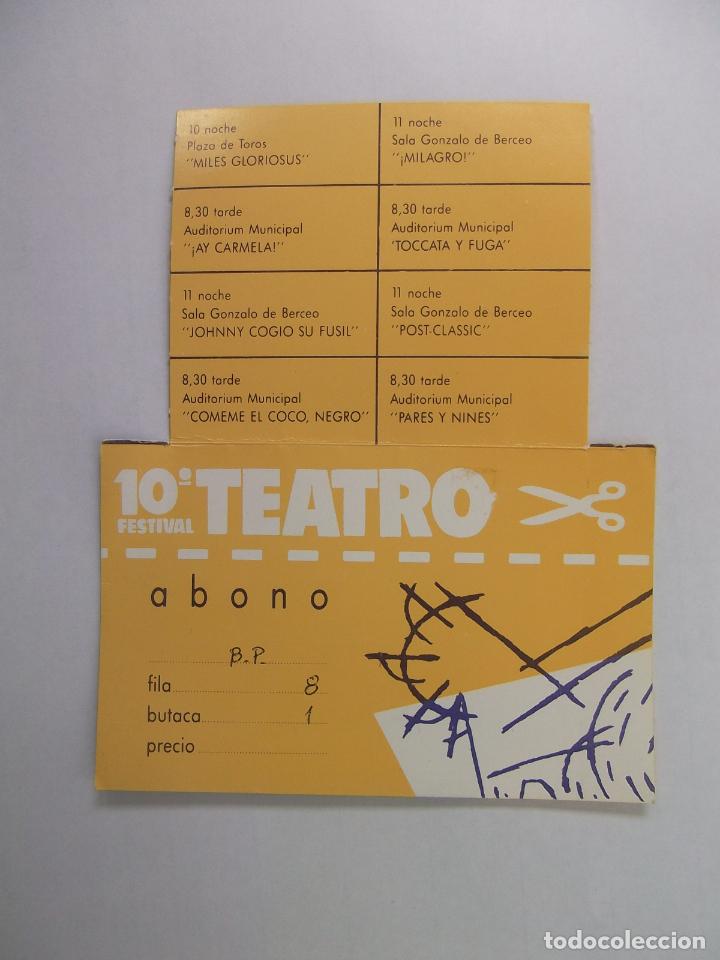 10 noche
Plaza de Toros
"MILES GLORIOSUS"
11 noche
Sala Gonzalo de Berceo
"¡MILAGRO!"
8,30 tarde
Auditorium Municipal
"¡AY CARMELA!"
8,30 tarde
Auditorium Municipal
'TOCCATA Y FUGA"
11 noche
Sala Gonzalo de Berceo
"JOHNNY COGIO SU FUSIL"
11 noche
Sala Gonzalo de Berceo
"POST-CLASSIC"
8,30 tarde
Auditorium Municipal
"COMEME EL COCO, NEGRO"
8,30 tarde
Auditorium Municipal
"PARES Y NINES"
10º TEATRO
FESTIVAL
abono
B.P.
fila 8
butaca 1
precio
todocoleccion
todocoleccion.net